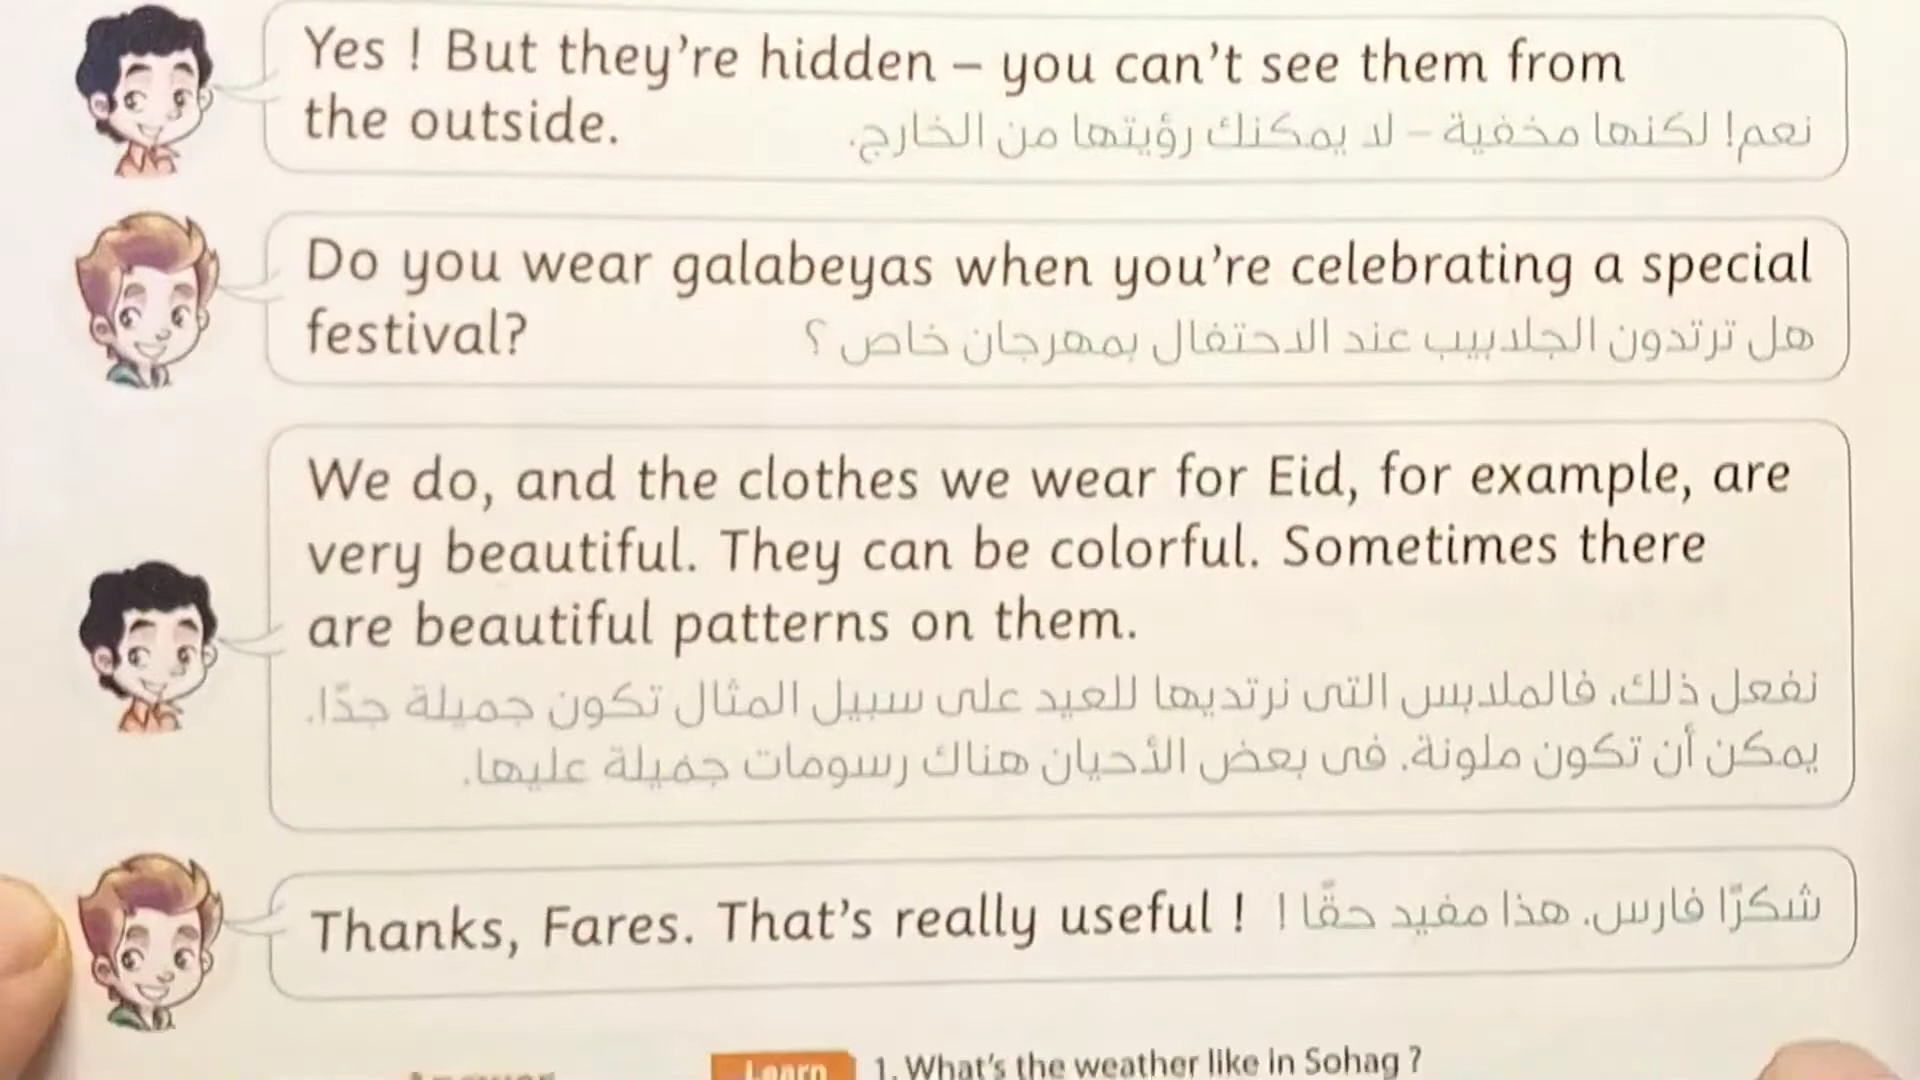 Yes ! But they're hidden – you can't see them from
the outside.
نعم! لكنها مخفية – لا يمكنك رؤيتها من الخارج.
Do you wear galabeyas when you're celebrating a special
festival?
هل ترتدون الجلابيب عند الاحتفال بمهرجان خاص ؟
We do, and the clothes we wear for Eid, for example, are
very beautiful. They can be colorful. Sometimes there
are beautiful patterns on them.
نفعل ذلك، فالملابس التى نرتديها للعيد على سبيل المثال تكون جميلة جدًا.
يمكن أن تكون ملونة. فى بعض الأحيان هناك رسومات جميلة عليها.
Thanks, Fares. That's really useful ! شكرًا فارس. هذا مفيد حقًا !
Learn
1. What's the weather like in Sohag ?